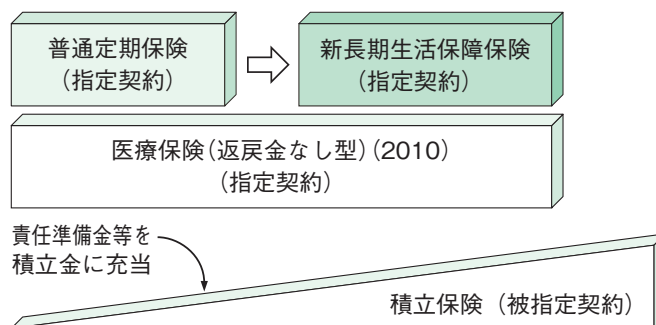 普通定期保険
（指定契約）
新長期生活保障保険
（指定契約）
医療保険（返戻金なし型）（2010）
（指定契約）
責任準備金等を
積立金に充当
積立保険（被指定契約）